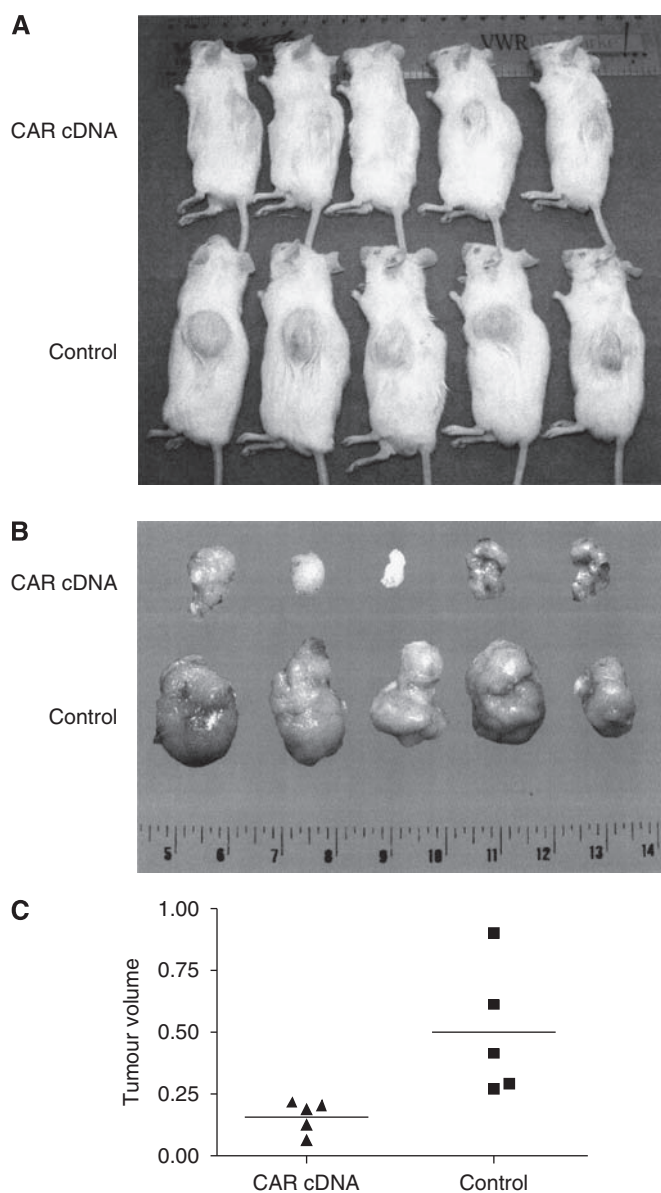 A
VWR
CAR cDNA
Control
B
CAR cDNA
Control
5 6 7 8 9 10 11 12 13 14
C
1.00
0.75
0.50
0.25
0.00
Tumour volume
CAR cDNA Control